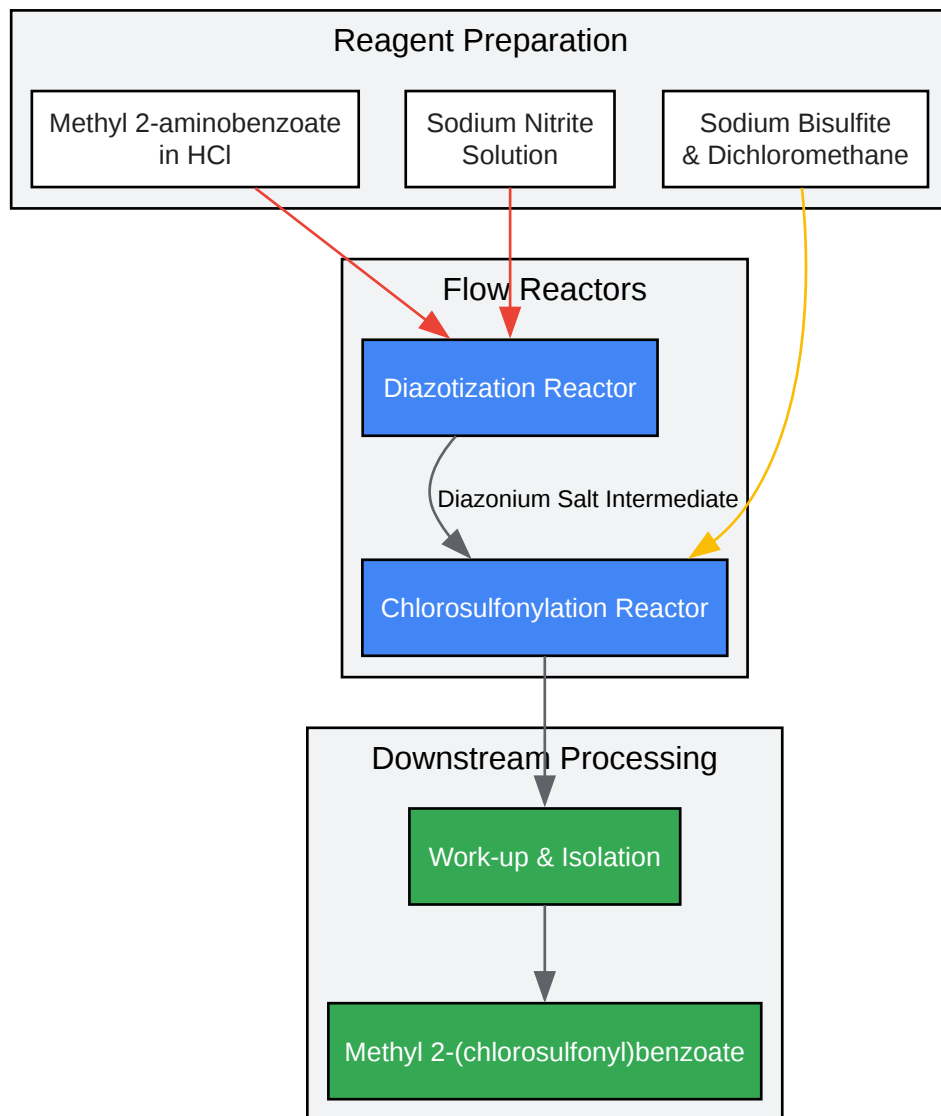 Reagent Preparation
Methyl 2-aminobenzoate
in HCl
Sodium Nitrite
Solution
Sodium Bisulfite
& Dichloromethane
Flow Reactors
Diazotization Reactor
Diazonium Salt Intermediate
Chlorosulfonylation Reactor
Downstream Processing
Work-up & Isolation
Methyl 2-(chlorosulfonyl)benzoate